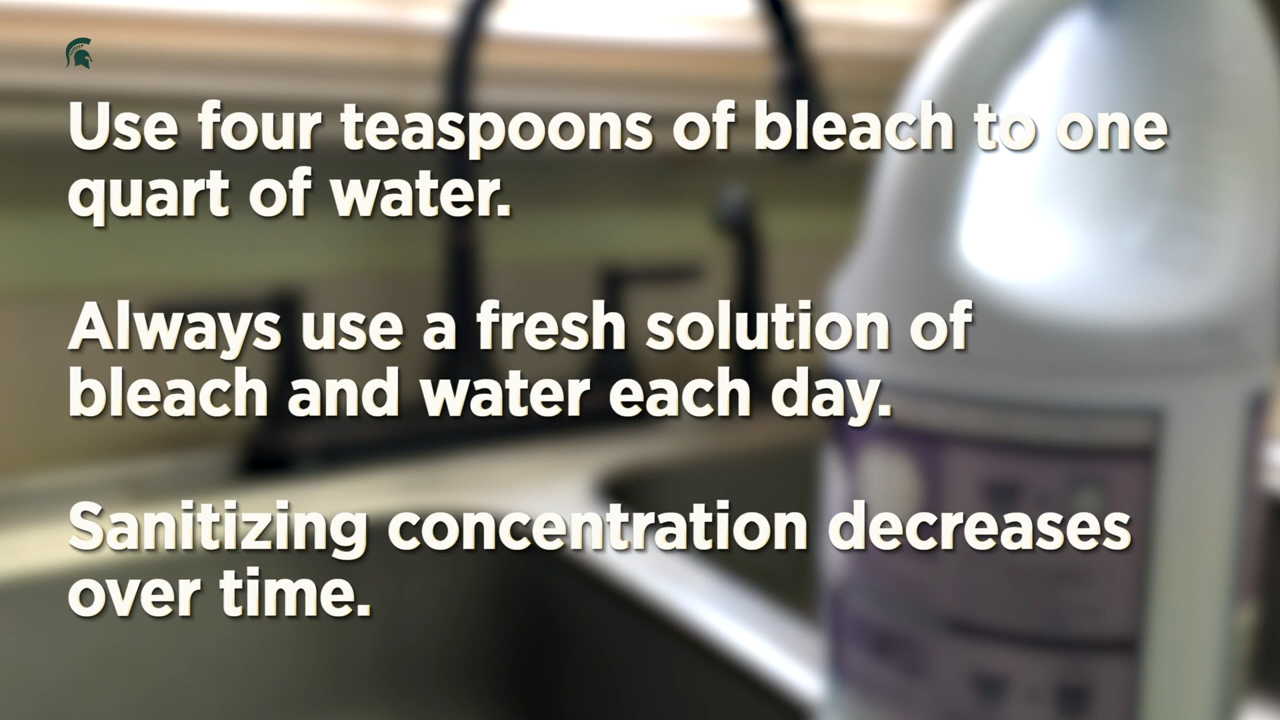 Use four teaspoons of bleach to one
quart of water.
Always use a fresh solution of
bleach and water each day.
Sanitizing concentration decreases
over time.